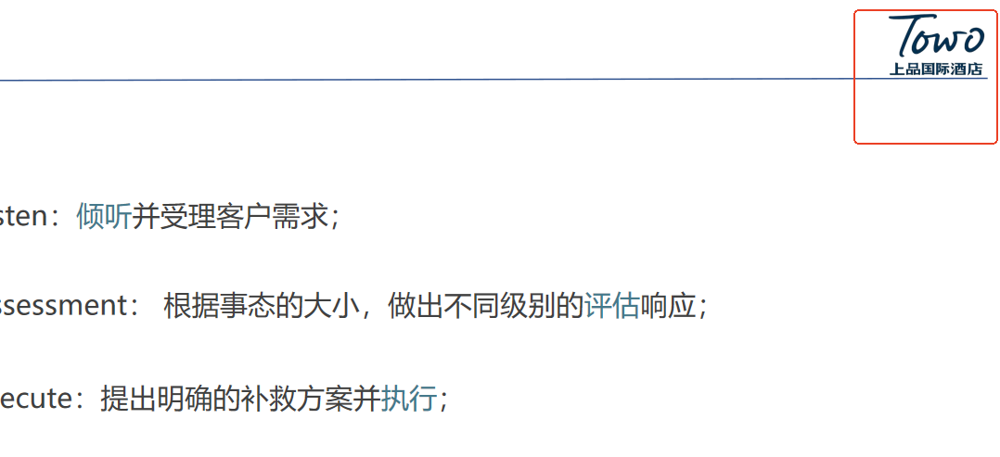 Towo
上品国际酒店
sten：倾听并受理客户需求；
ssessment： 根据事态的大小，做出不同级别的评估响应；
ecute：提出明确的补救方案并执行；